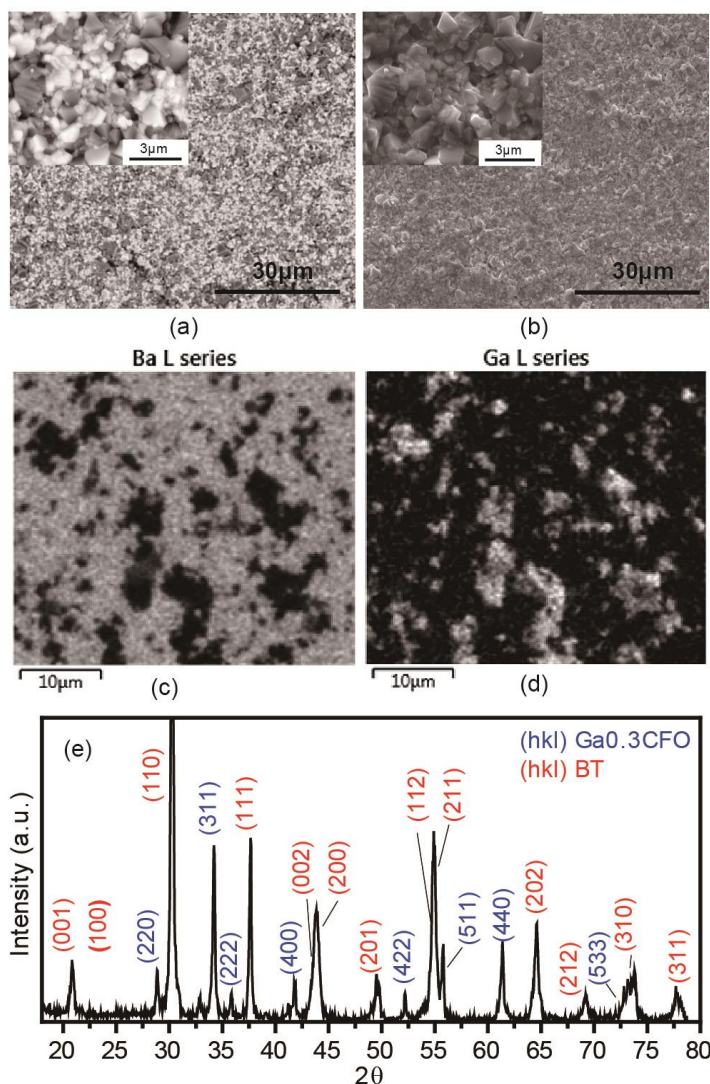 3μm
30μm
(a)
3μm
30μm
(b)
Ba L series
10μm
(c)
Ga L series
10μm
(d)
(e)
(hkl) Ga0.3CFO
(hkl) BT
Intensity (a.u.)
(001)
(100)
(220)
(110)
(311)
(222)
(111)
(400)
(002)
(200)
(201)
(422)
(112)
(211)
(511)
(440)
(202)
(212)
(533)
(310)
(311)
20 25 30 35 40 45 50 55 60 65 70 75 80
2θ